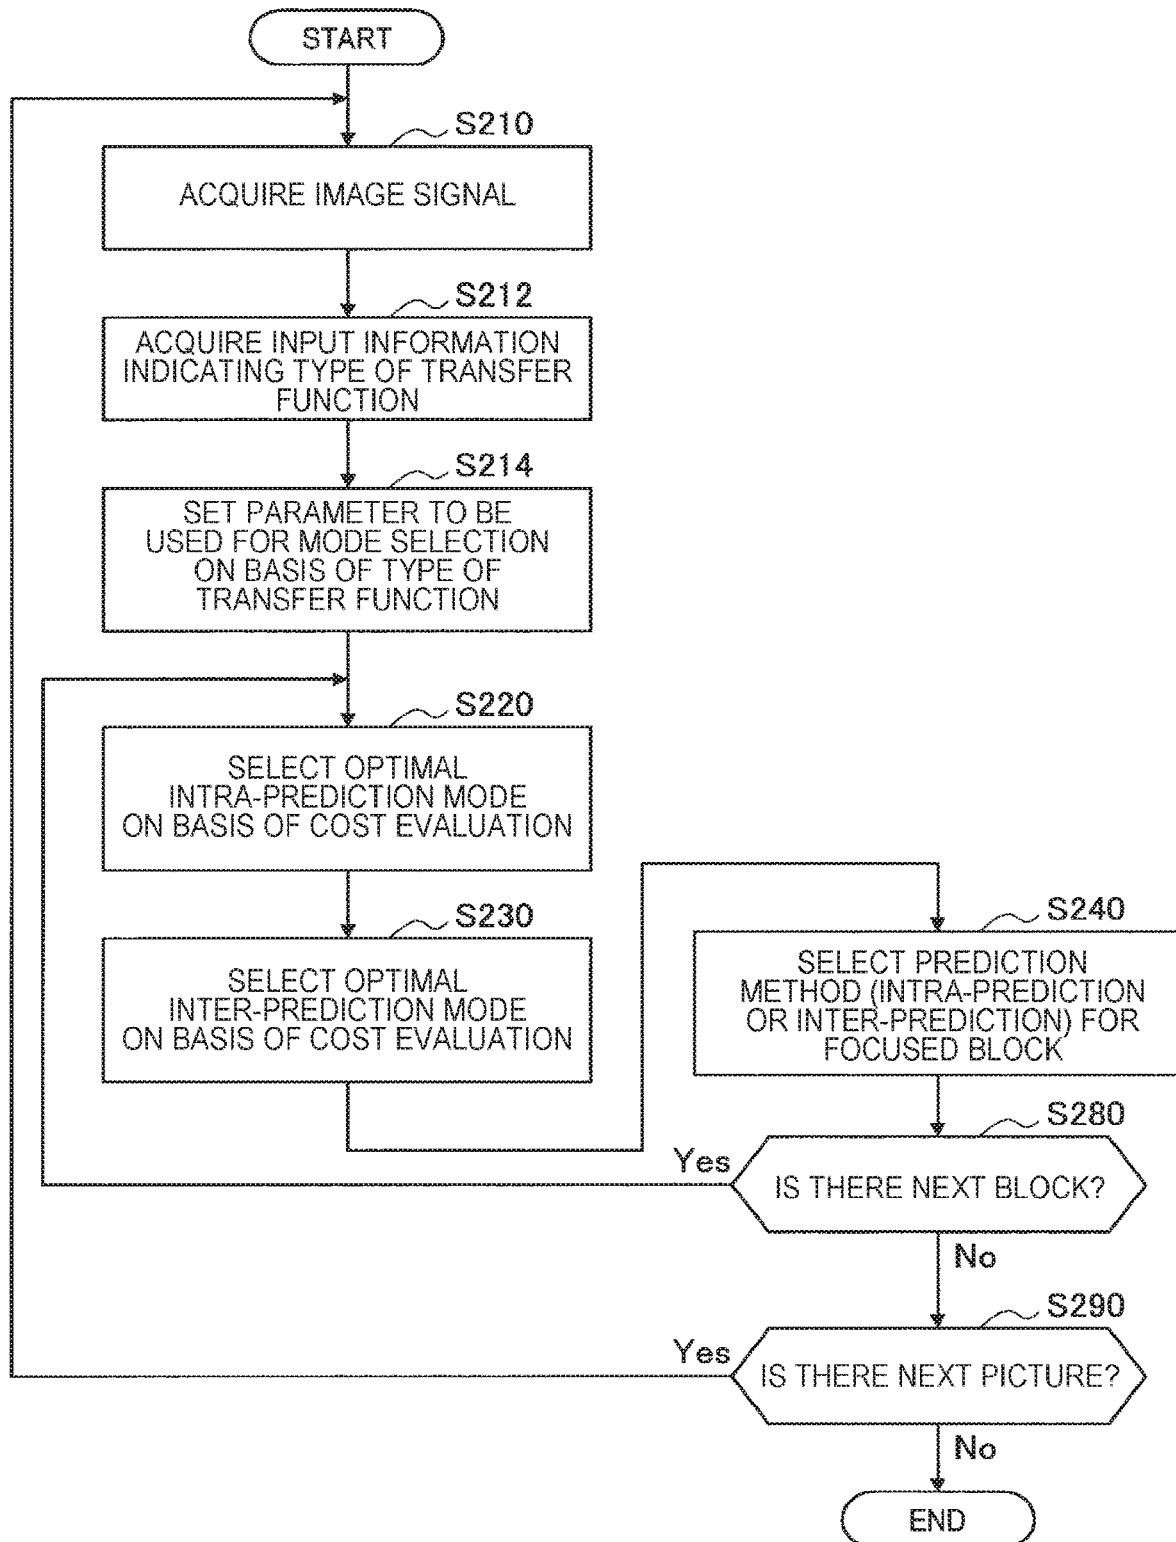 START
S210
ACQUIRE IMAGE SIGNAL
S212
ACQUIRE INPUT INFORMATION
INDICATING TYPE OF TRANSFER
FUNCTION
S214
SET PARAMETER TO BE
USED FOR MODE SELECTION
ON BASIS OF TYPE OF
TRANSFER FUNCTION
S220
SELECT OPTIMAL
INTRA-PREDICTION MODE
ON BASIS OF COST EVALUATION
S230
SELECT OPTIMAL
INTER-PREDICTION MODE
ON BASIS OF COST EVALUATION
S240
SELECT PREDICTION
METHOD (INTRA-PREDICTION
OR INTER-PREDICTION) FOR
FOCUSED BLOCK
S280
Yes
IS THERE NEXT BLOCK?
No
S290
Yes
IS THERE NEXT PICTURE?
No
END